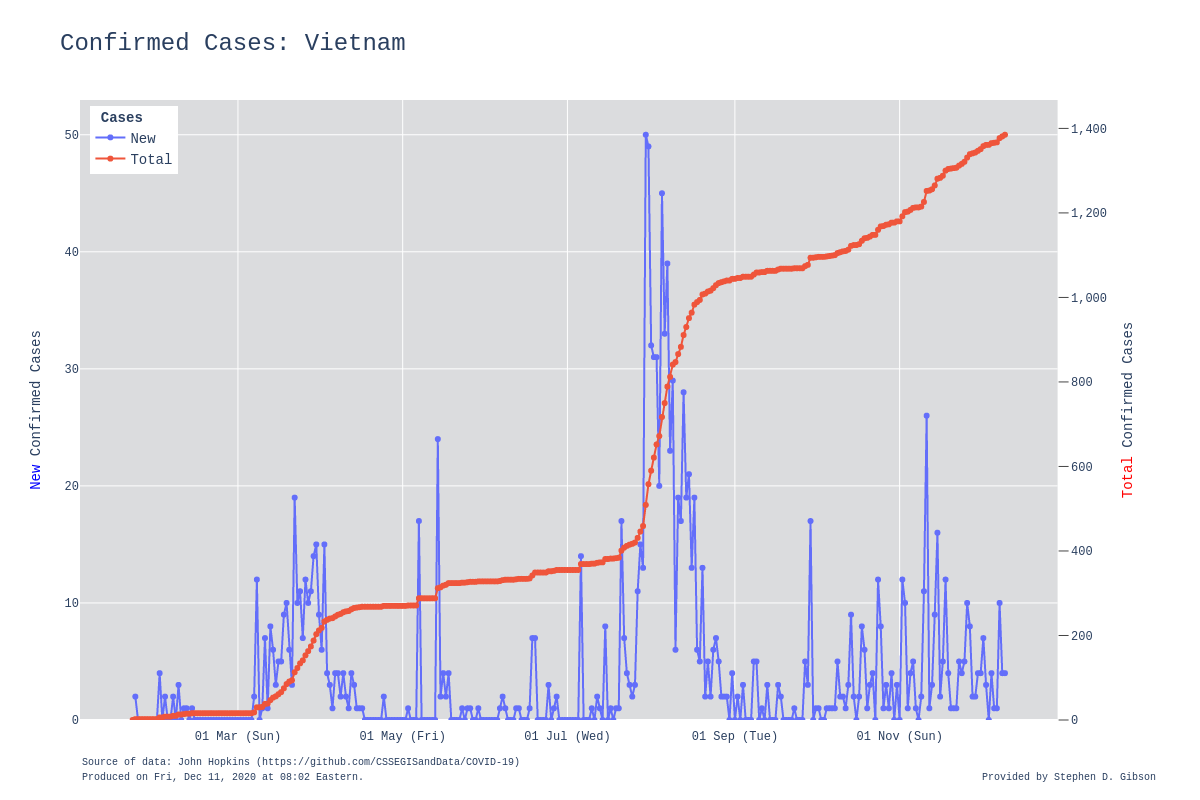 Confirmed Cases: Vietnam
Cases
New
Total
50
40
30
20
10
0
1,400
1,200
1,000
800
600
400
200
0
New Confirmed Cases
Total Confirmed Cases
01 Mar (Sun)
01 May (Fri)
01 Jul (Wed)
01 Sep (Tue)
01 Nov (Sun)
Source of data: John Hopkins (https://github.com/CSSEGISandData/COVID-19)
Produced on Fri, Dec 11, 2020 at 08:02 Eastern.
Provided by Stephen D. Gibson